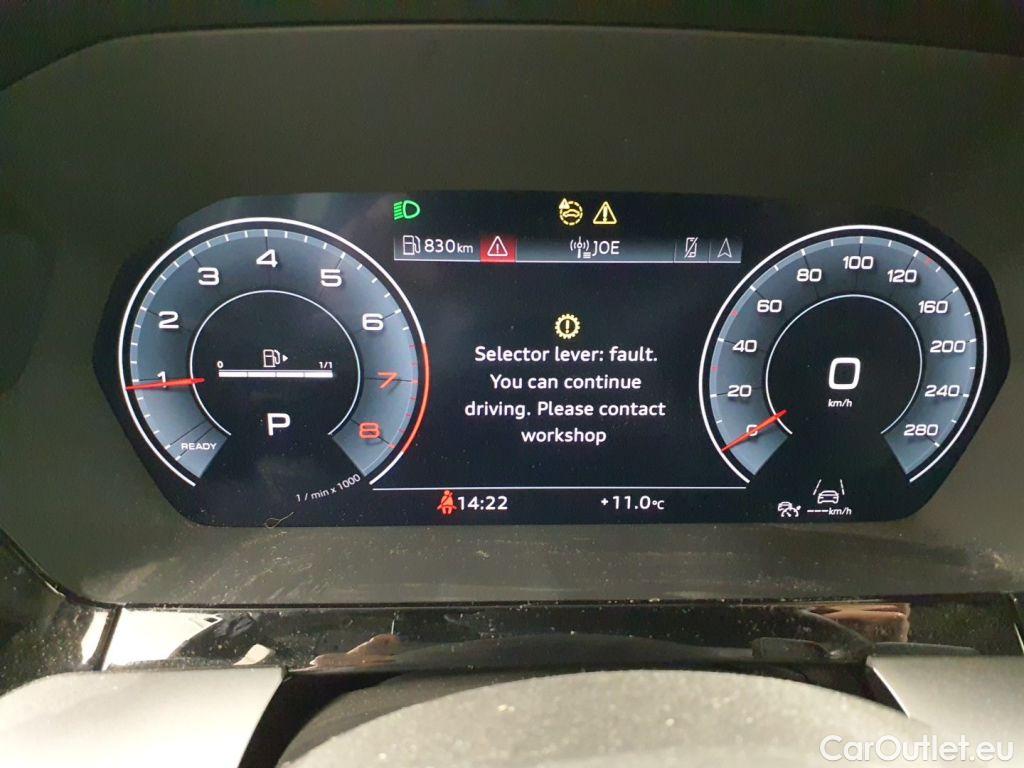 830km
JOE
1
2
3
4
5
6
7
8
READY
1 / min x 1000
0
1/1
P
Selector lever: fault.
You can continue
driving. Please contact
workshop
14:22
+11.0°C
0
20
40
60
80
100
120
160
200
240
280
0
km/h
---km/h
CarOutlet.eu